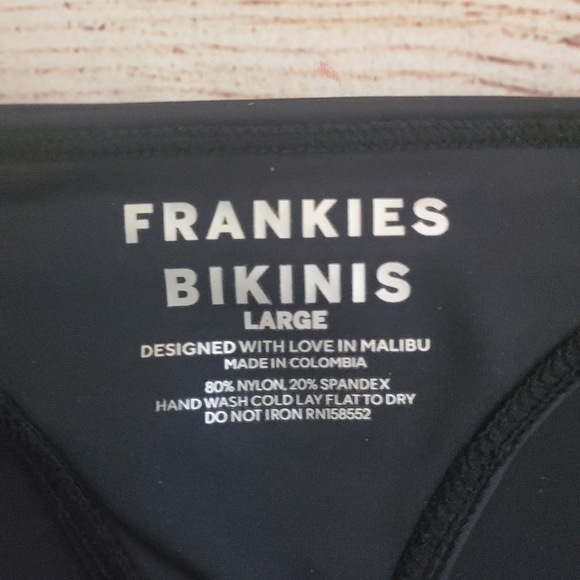 FRANKIES
BIKINIS
LARGE
DESIGNED WITH LOVE IN MALIBU
MADE IN COLOMBIA
80% NYLON, 20% SPANDEX
HAND WASH COLD LAY FLAT TO DRY
DO NOT IRON RN158552